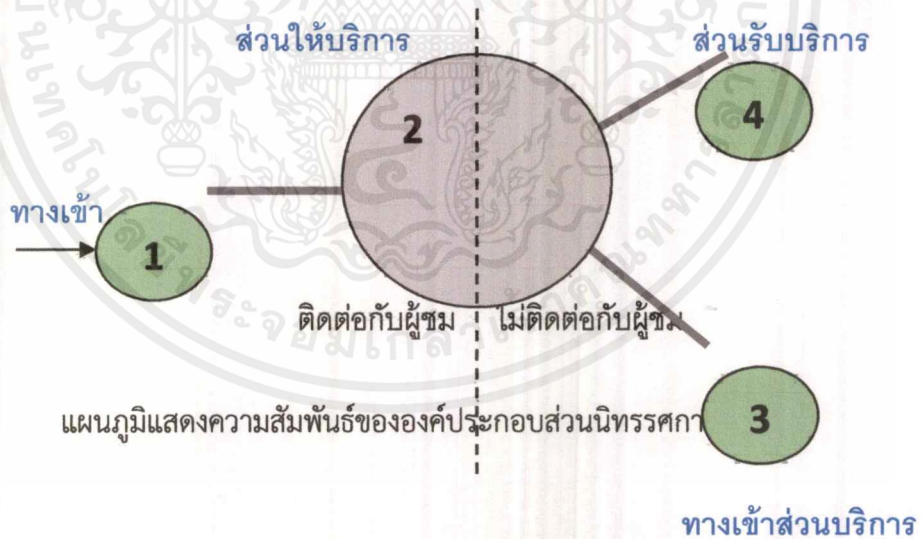 ส่วนให้บริการ
ส่วนรับบริการ
2
4
ทางเข้า
1
ติดต่อกับผู้ชม
ไม่ติดต่อกับผู้ชม
แผนภูมิแสดงความสัมพันธ์ขององค์ประกอบส่วนนิทรรศกา
3
ทางเข้าส่วนบริการ